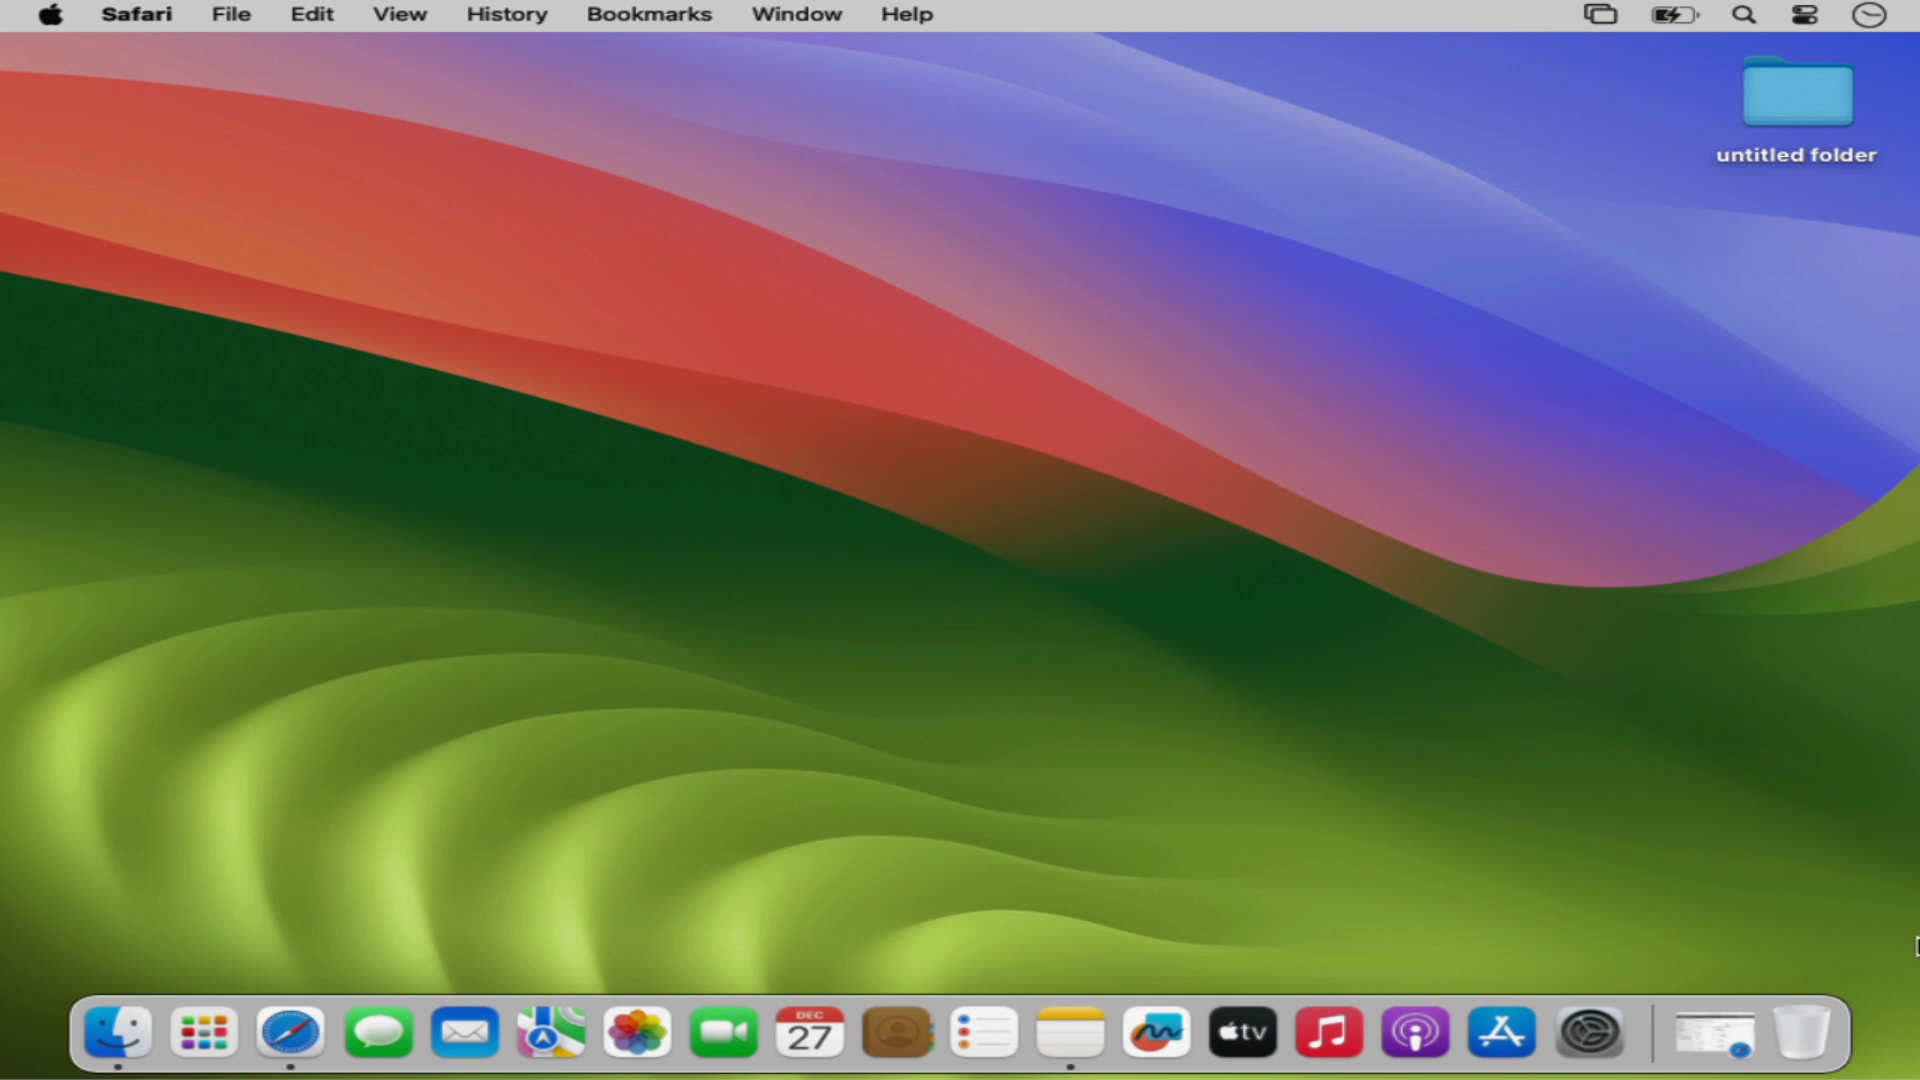 Safari File Edit View History Bookmarks Window Help
untitled folder
DEC
27
tv